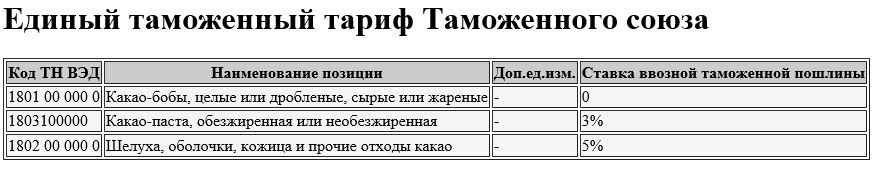 Единый таможенный тариф Таможенного союза
Код ТН ВЭД Наименование позиции Доп.ед.изм. Ставка ввозной таможенной пошлины
1801 00 000 0 Какао-бобы, целые или дробленые, сырые или жареные - 0
1803100000 Какао-паста, обезжиренная или необезжиренная - 3%
1802 00 000 0 Шелуха, оболочки, кожица и прочие отходы какао - 5%